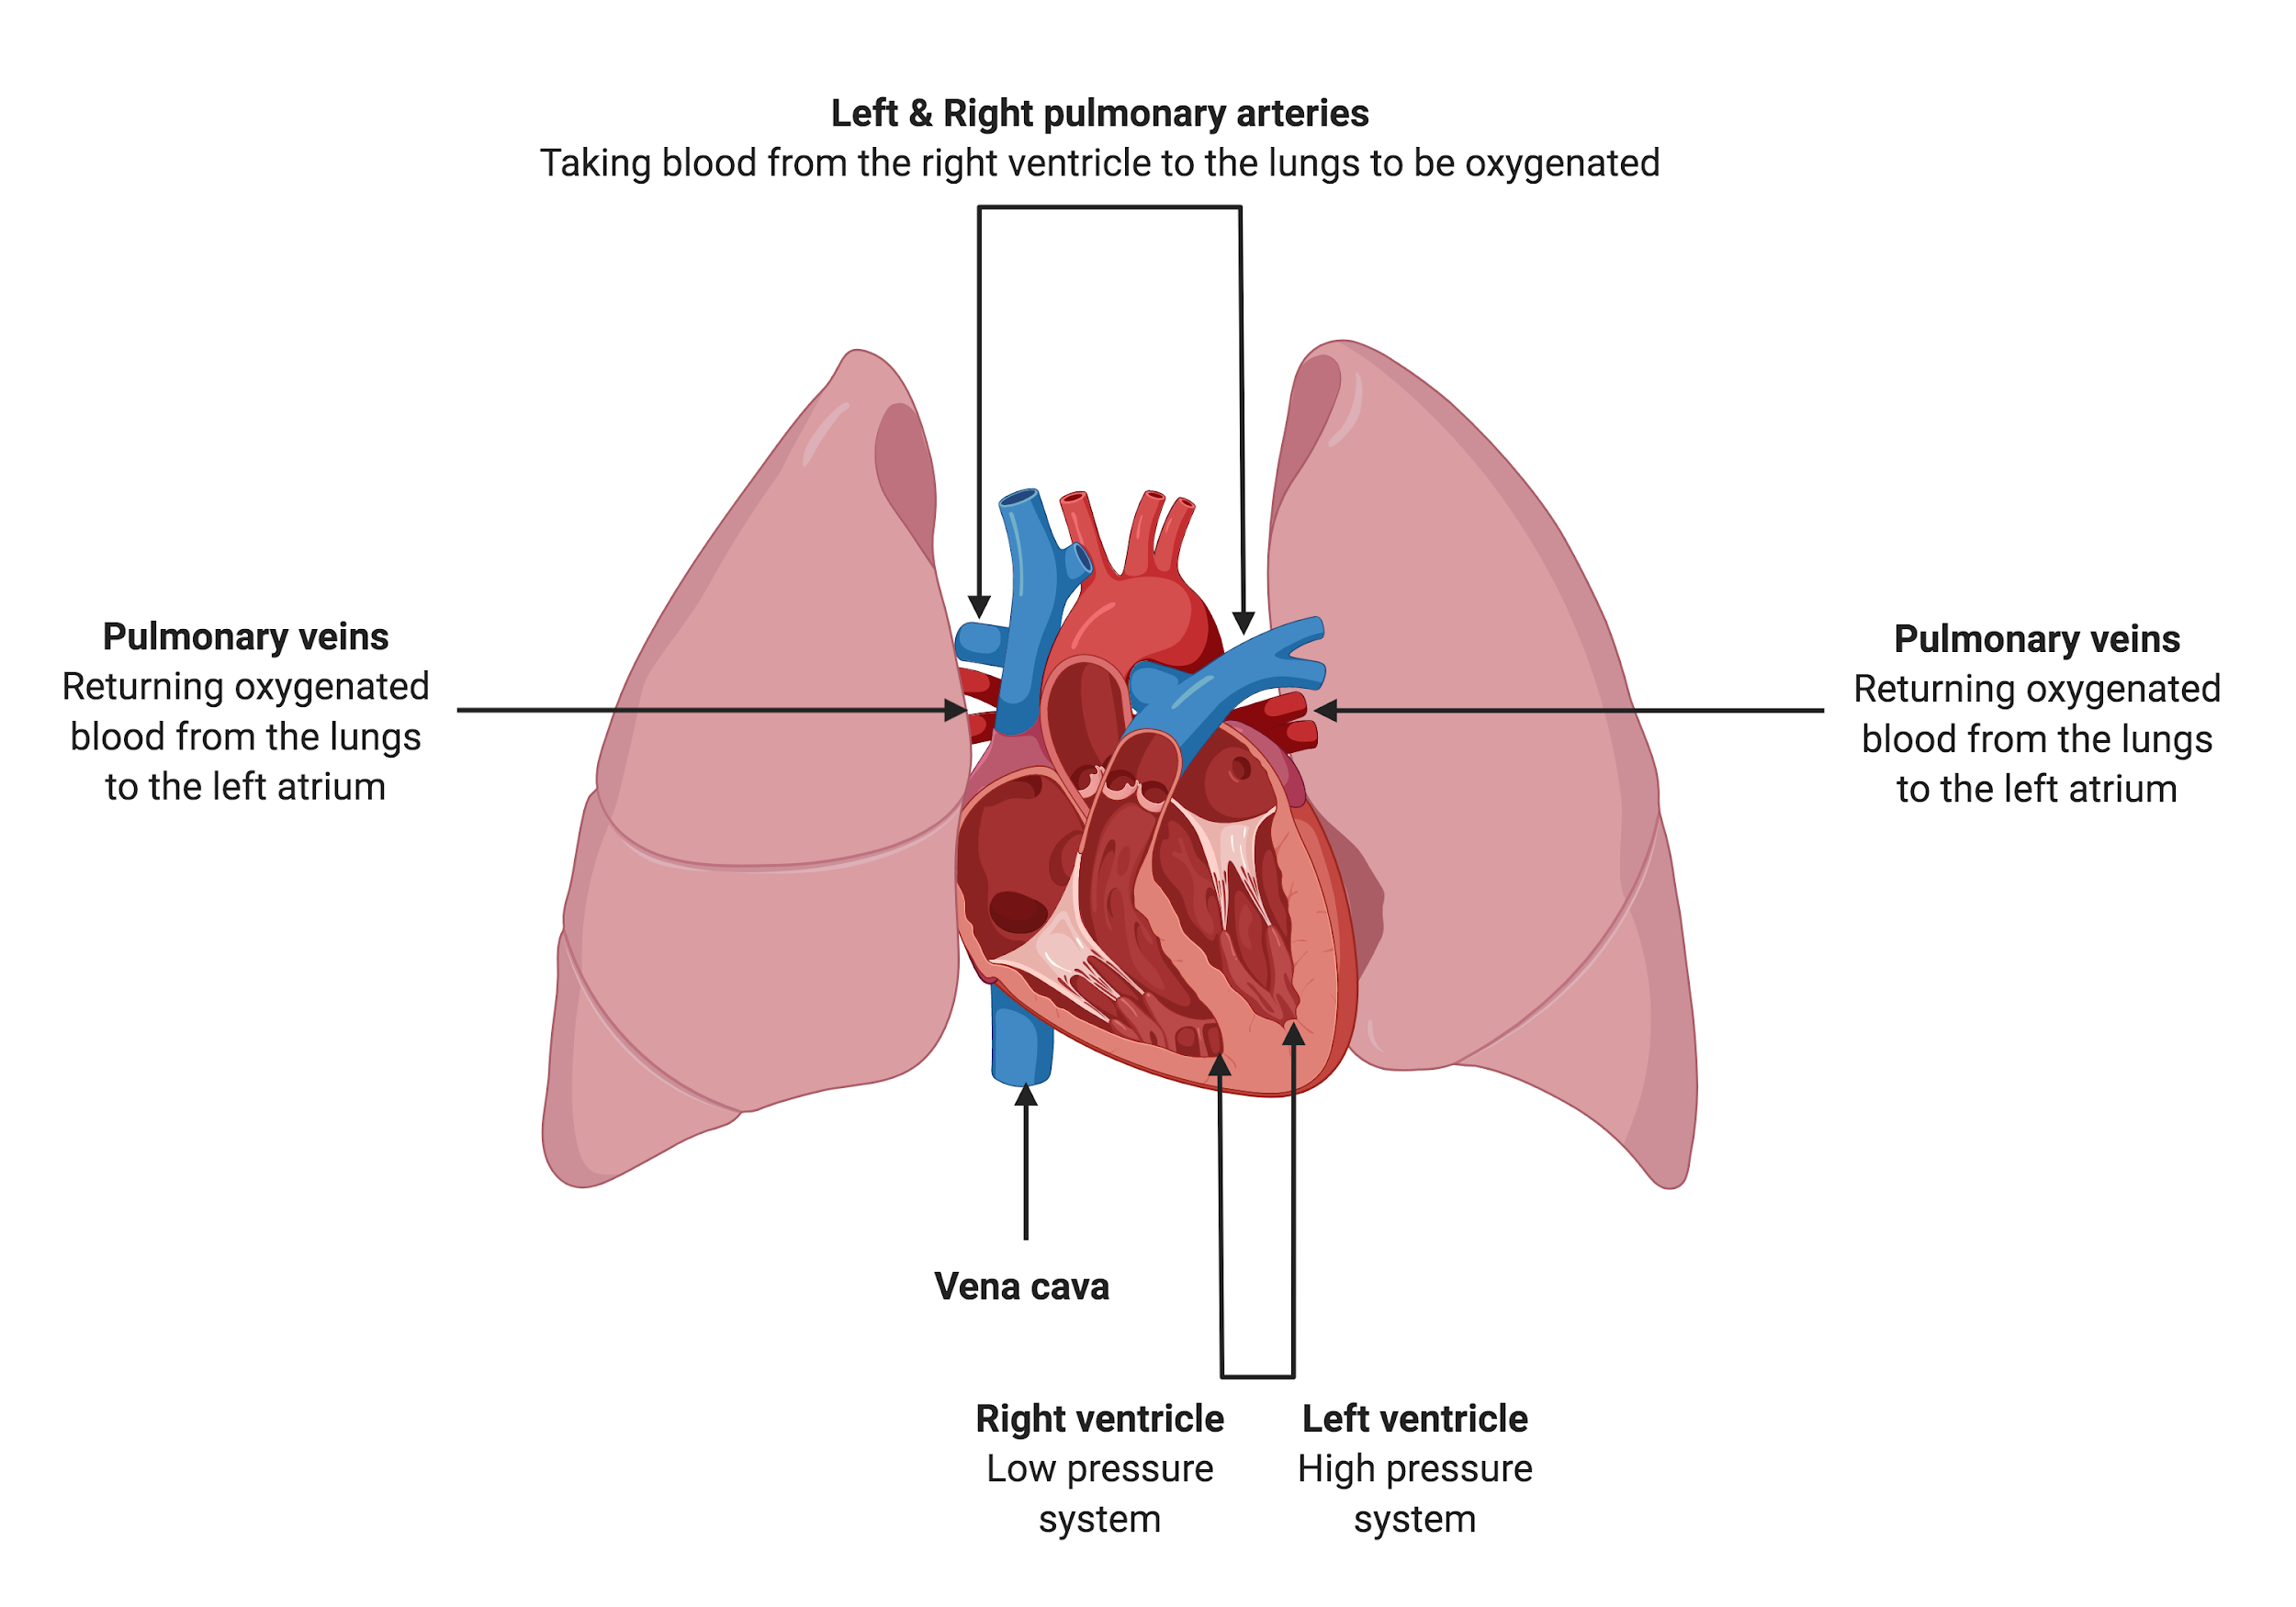 Left & Right pulmonary arteries
Taking blood from the right ventricle to the lungs to be oxygenated
Pulmonary veins
Returning oxygenated
blood from the lungs
to the left atrium
Pulmonary veins
Returning oxygenated
blood from the lungs
to the left atrium
Vena cava
Right ventricle
Low pressure
system
Left ventricle
High pressure
system